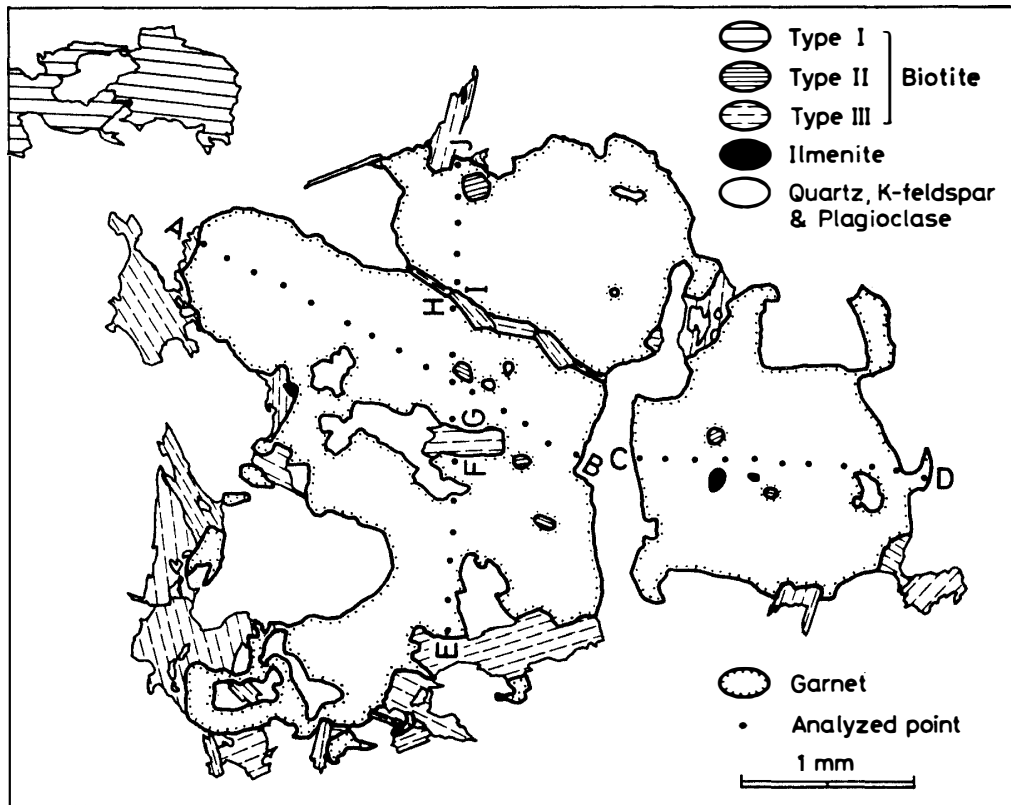 Type I
Type II
Biotite
Type III
Ilmenite
Quartz, K-feldspar
& Plagioclase
A
J
I
H
G
F
B
C
D
E
Garnet
Analyzed point
1 mm